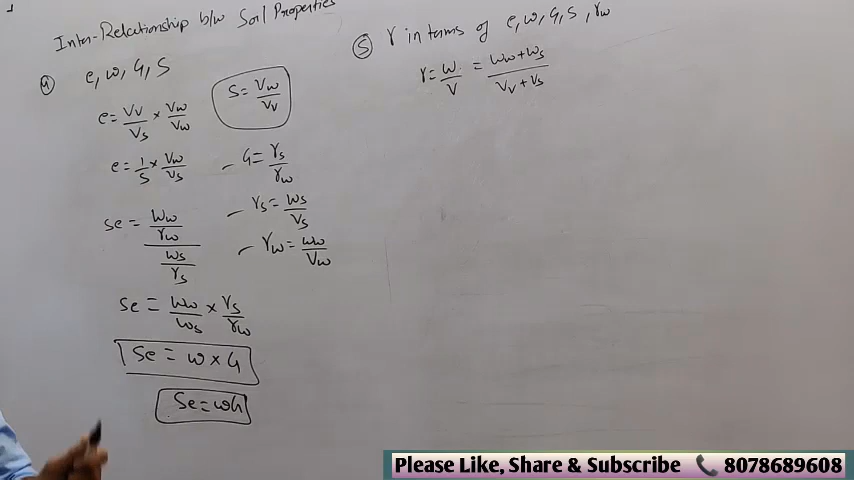 Inter-Relationship b/w Soil Properties
(4) e, w, G, S
S = Vw/Vv
e = Vv/Vs × Vw/Vw
e = 1/S × Vw/Vs
- G = γs/γw
Se = (Ww/γw)/(Ws/γs)
- γs = Ws/Vs
- γw = Ww/Vw
Se = Ww/Ws × γs/γw
Se = w × G
Se = wG
(5) γ in terms of e, w, G, S, γw
γ = W/V = (Ww + Ws)/(Vv + Vs)
Please Like, Share & Subscribe 8078689608